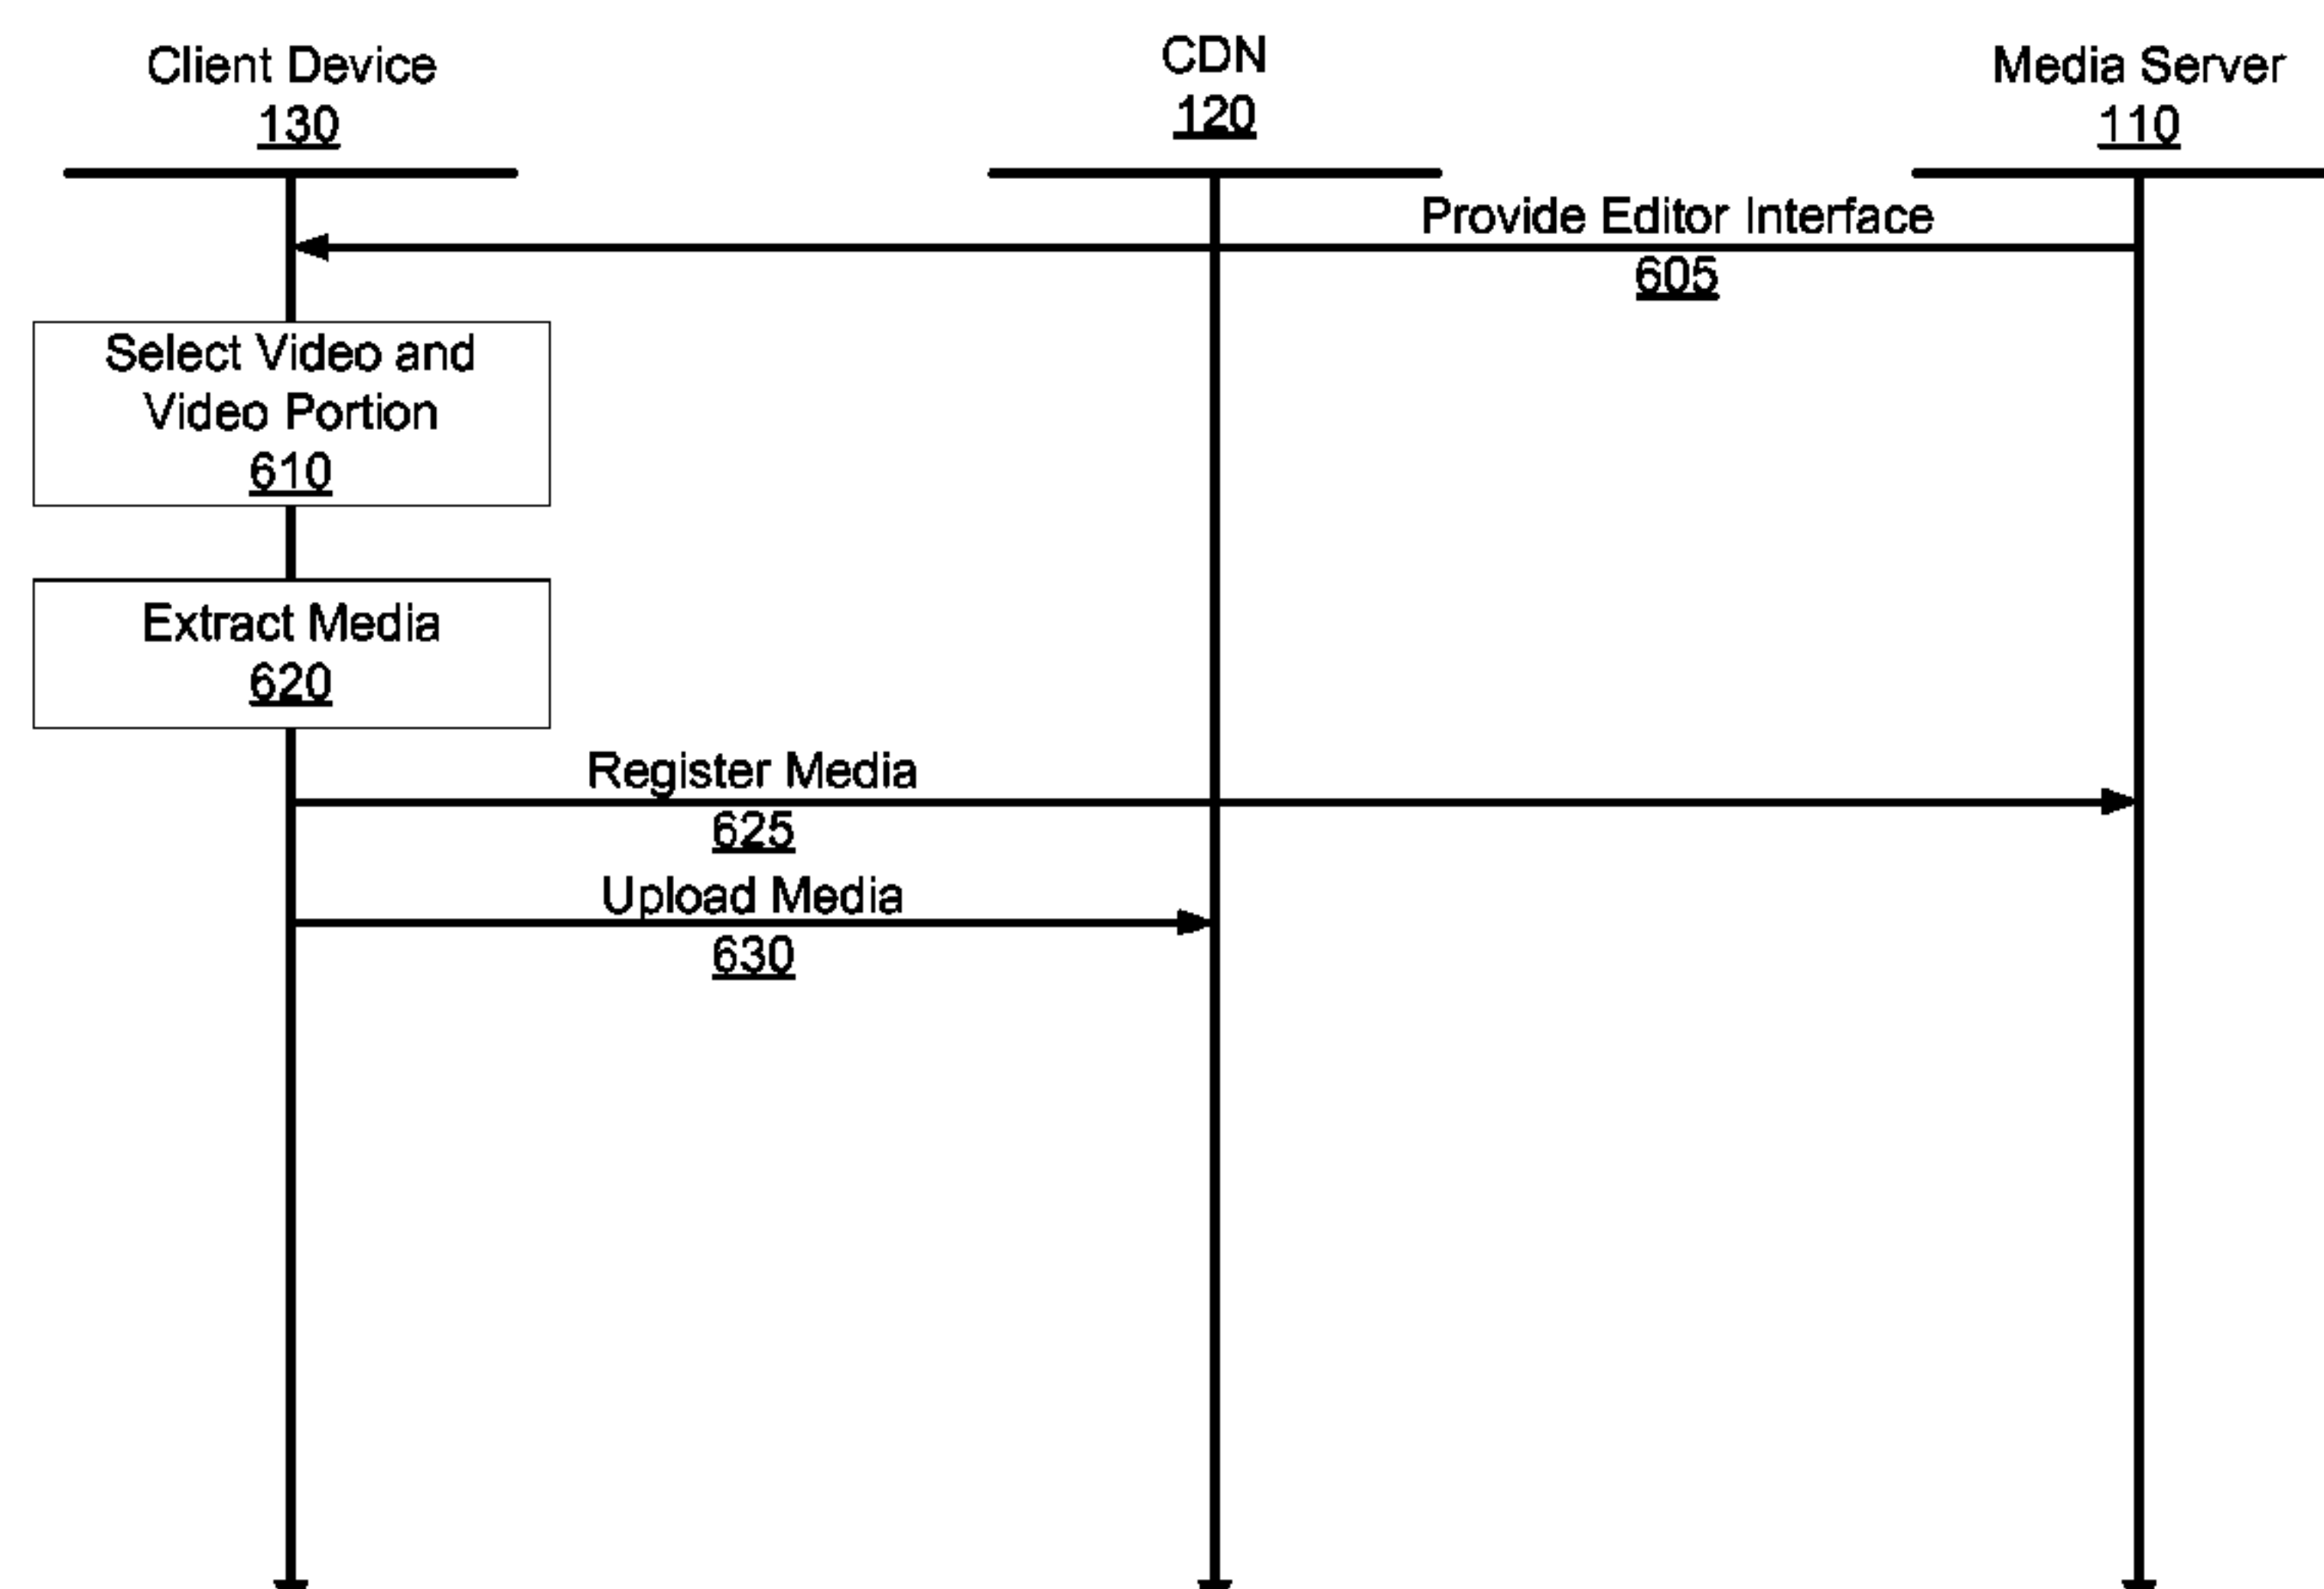 Client Device
130
CDN
120
Media Server
110
Provide Editor Interface
605
Select Video and
Video Portion
610
Extract Media
620
Register Media
625
Upload Media
630